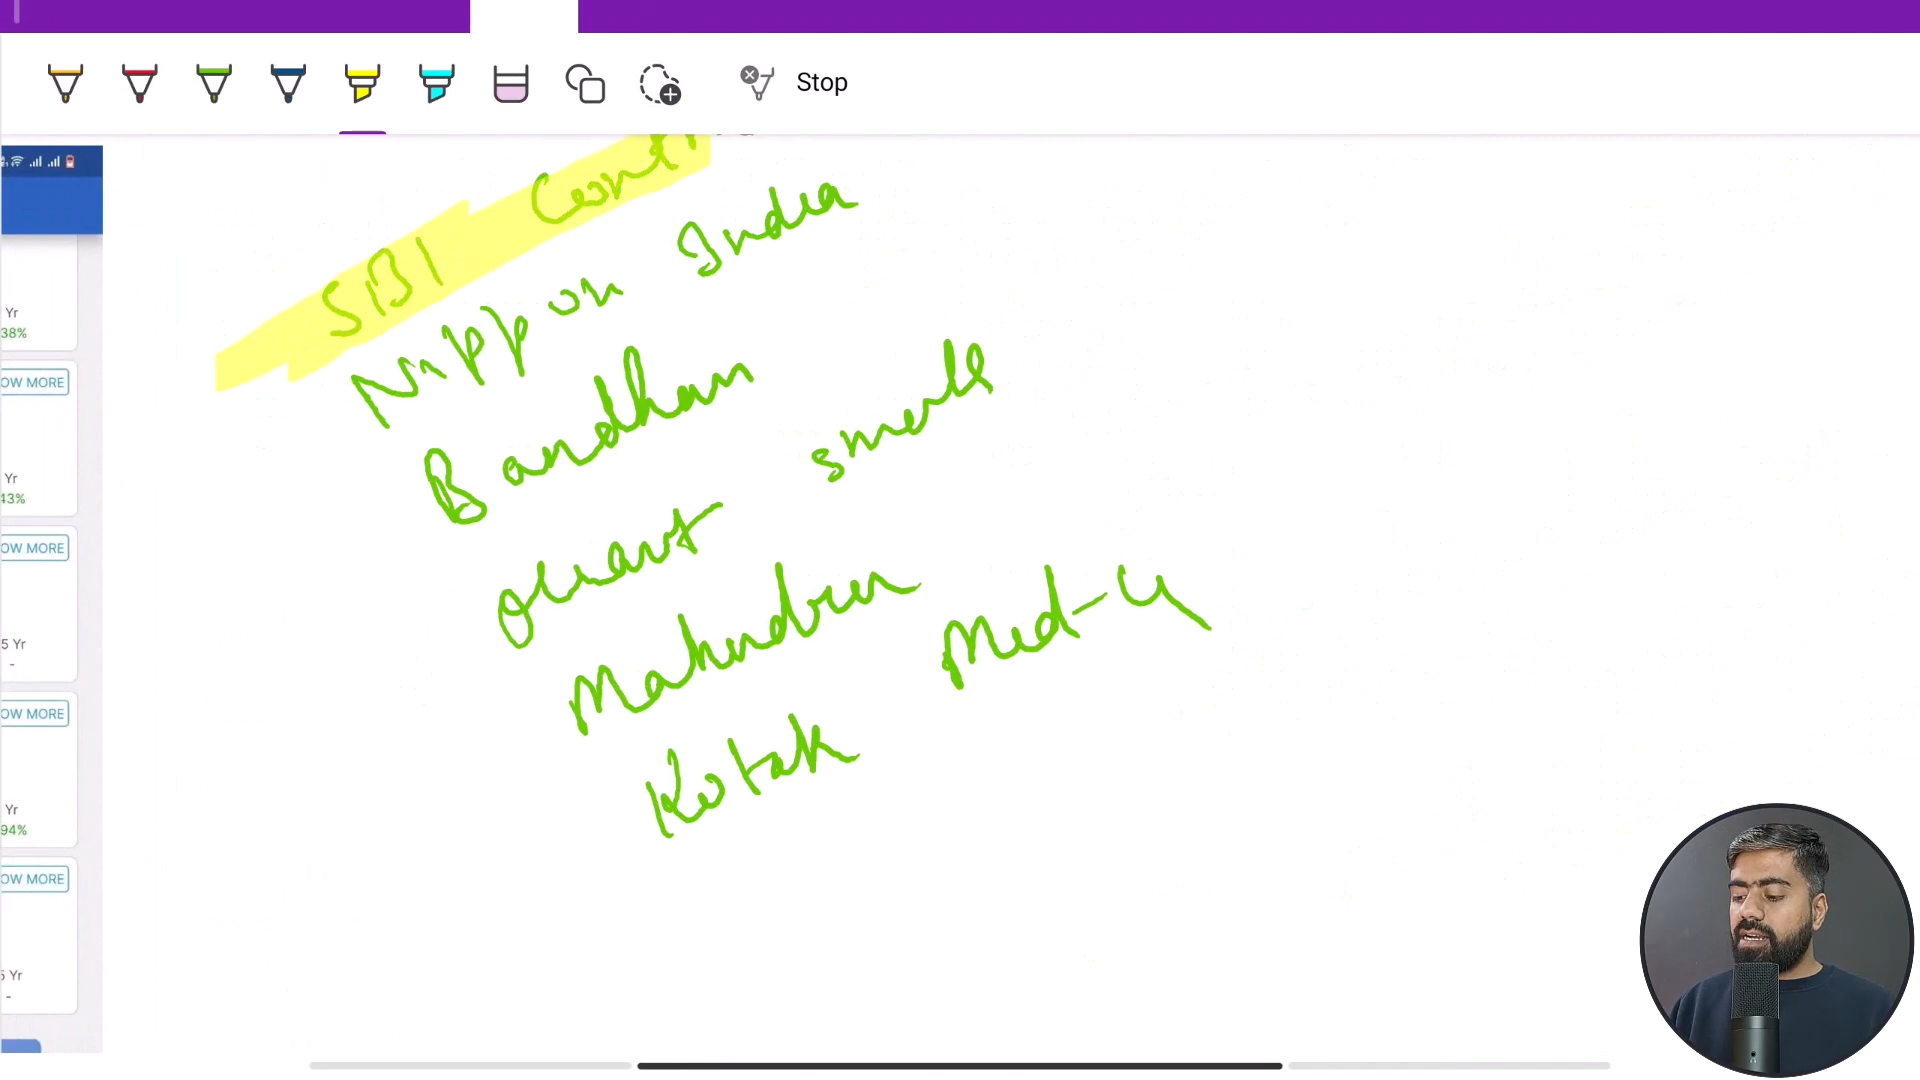 Stop
SBI Cont
Nippon India
Bandhan
Quant small
Mahindra Mid-
Kotak
Yr
38%
OW MORE
Yr
43%
OW MORE
5 Yr
-
OW MORE
Yr
94%
OW MORE
5 Yr
-